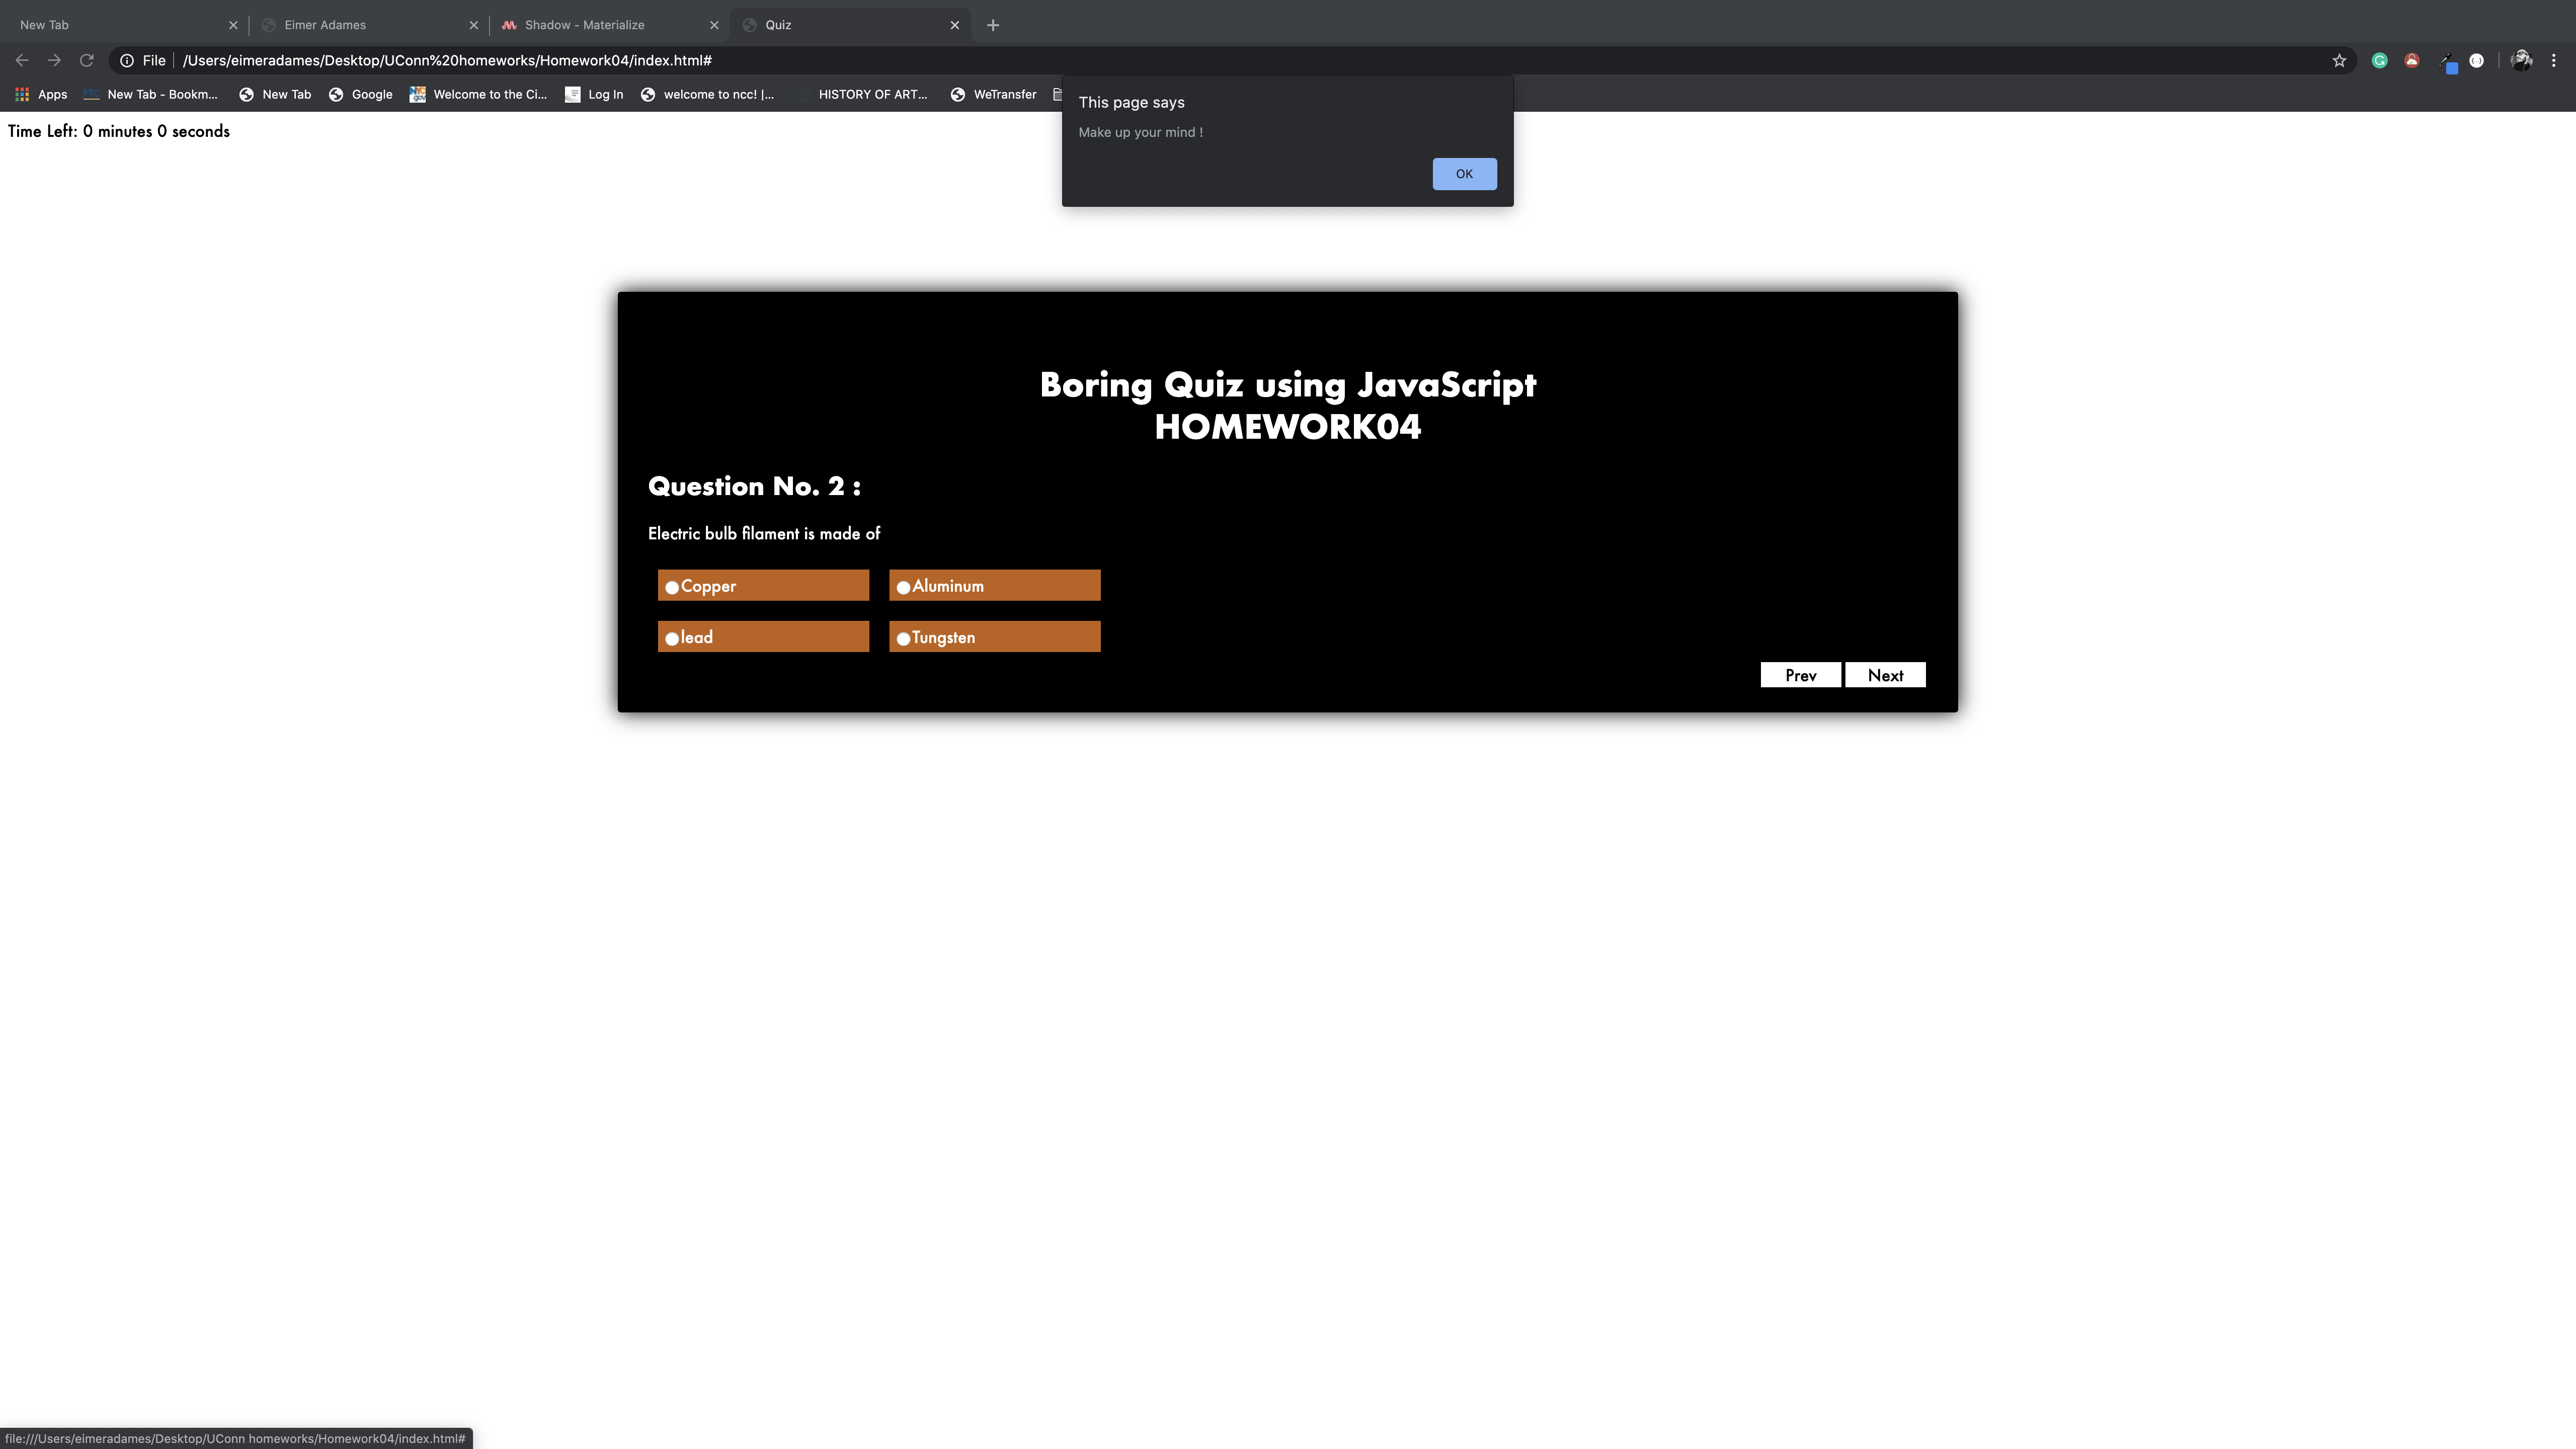 New Tab
Eimer Adames
Shadow - Materialize
Quiz
File /Users/eimeradames/Desktop/UConn%20homeworks/Homework04/index.html#
Apps
New Tab - Bookm...
New Tab
Google
Welcome to the Ci...
Log In
welcome to ncc! |...
HISTORY OF ART...
WeTransfer
This page says
Make up your mind !
OK
Time Left: 0 minutes 0 seconds
Boring Quiz using JavaScript
HOMEWORK04
Question No. 2 :
Electric bulb filament is made of
Copper
Aluminum
lead
Tungsten
Prev
Next
file:///Users/eimeradames/Desktop/UConn homeworks/Homework04/index.html#